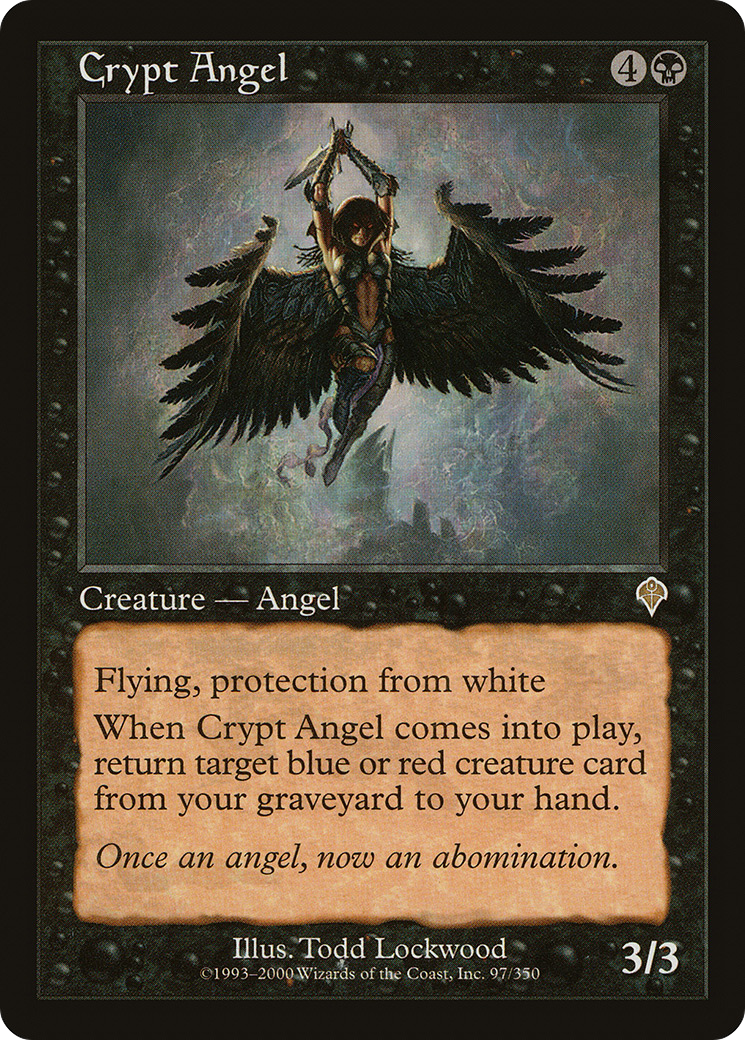 Crypt Angel 4
Creature — Angel
Flying, protection from white
When Crypt Angel comes into play,
return target blue or red creature card
from your graveyard to your hand.
Once an angel, now an abomination.
Illus. Todd Lockwood
©1993–2000 Wizards of the Coast, Inc. 97/350
3/3